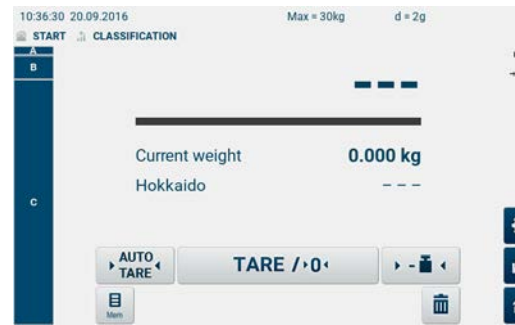 10:36:30 20.09.2016 Max = 30kg d = 2g
START CLASSIFICATION
A
B
---
Current weight 0.000 kg
Hokkaido ---
C
AUTO TARE
TARE / 0
-
Mem